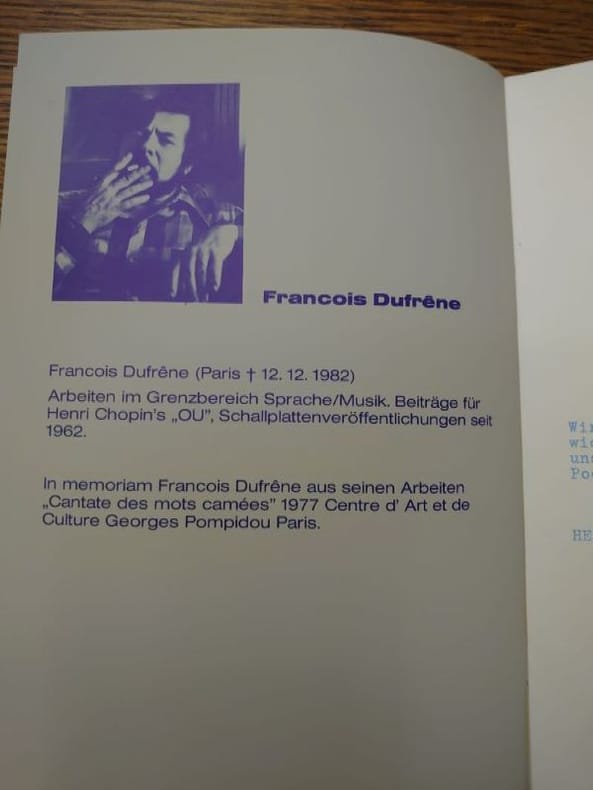 Francois Dufrêne
Francois Dufrêne (Paris † 12. 12. 1982)
Arbeiten im Grenzbereich Sprache/Musik. Beiträge für
Henri Chopin's „OU", Schallplattenveröffentlichungen seit
1962.
In memoriam Francois Dufrêne aus seinen Arbeiten
„Cantate des mots camées" 1977 Centre d' Art et de
Culture Georges Pompidou Paris.